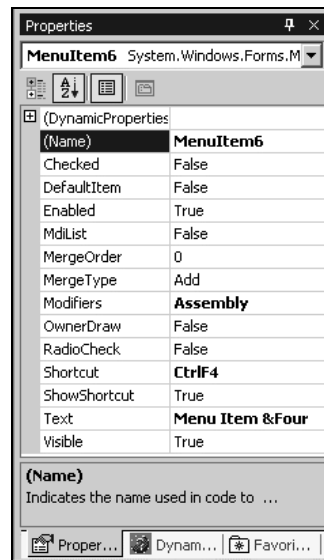 Properties
MenuItem6 System.Windows.Forms.M
(DynamicProperties
(Name) MenuItem6
Checked False
DefaultItem False
Enabled True
MdiList False
MergeOrder 0
MergeType Add
Modifiers Assembly
OwnerDraw False
RadioCheck False
Shortcut CtrlF4
ShowShortcut True
Text Menu Item &Four
Visible True
(Name)
Indicates the name used in code to ...
Proper... Dynam... Favori...